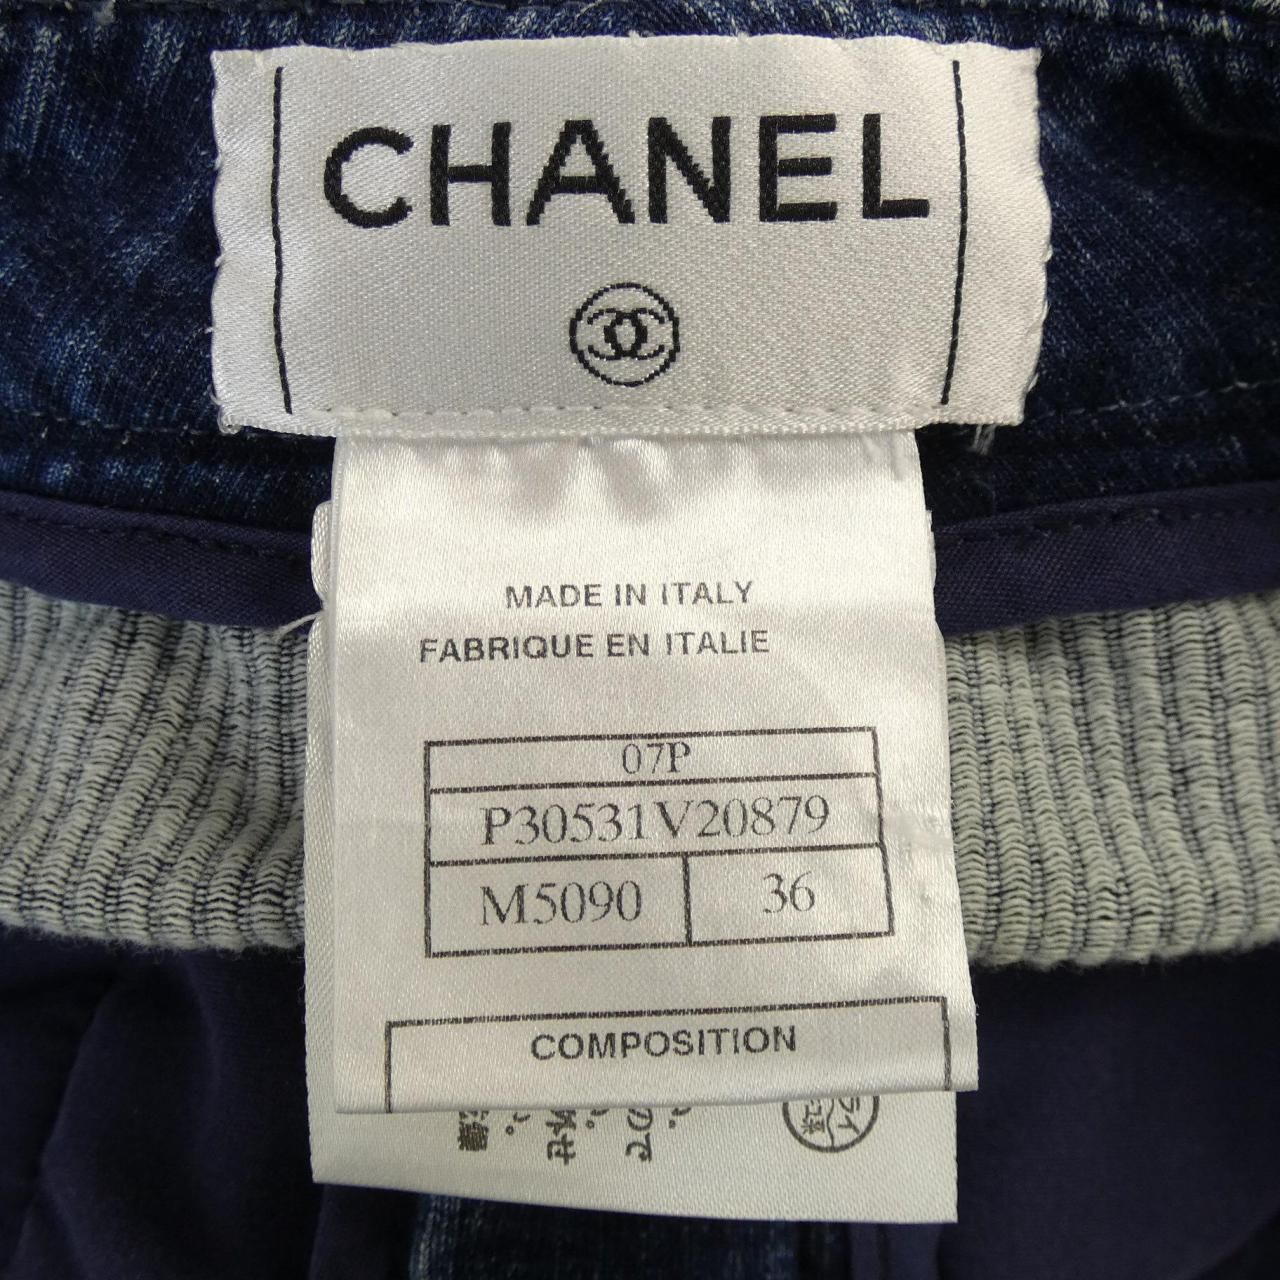 CHANEL
MADE IN ITALY
FABRIQUE EN ITALIE
07P
P30531V20879
M5090 36
COMPOSITION